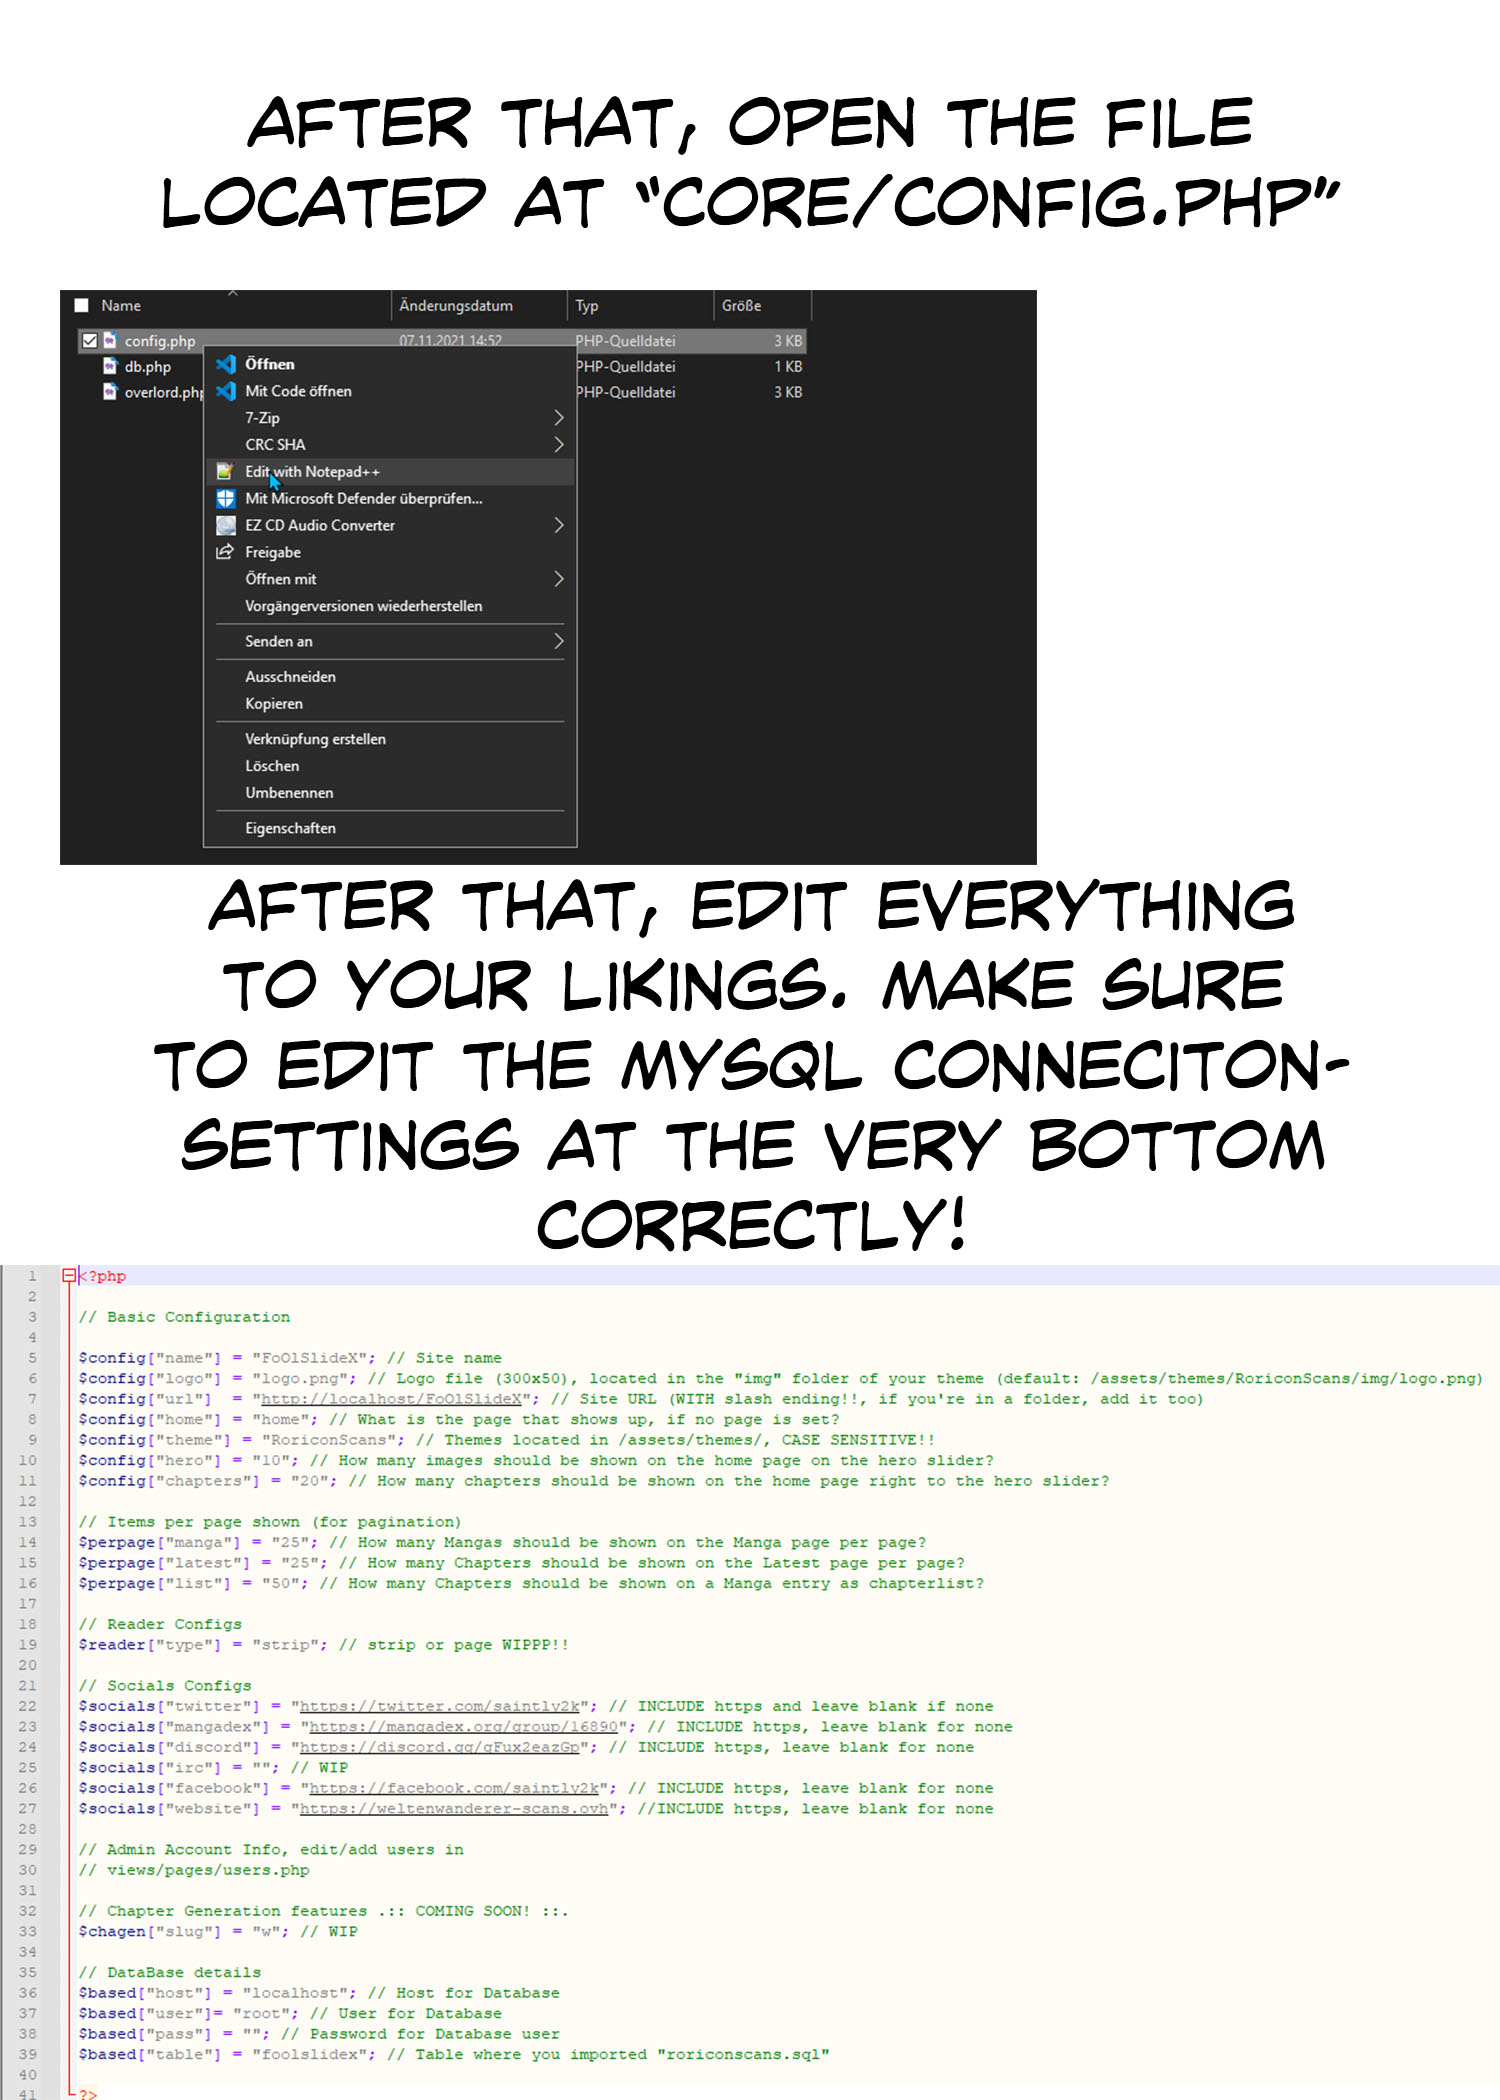 AFTER THAT, OPEN THE FILE
LOCATED AT "CORE/CONFIG.PHP"
Name Änderungsdatum Typ Größe
config.php 07.11.2021 14:52 PHP-Quelldatei 3 KB
db.php PHP-Quelldatei 1 KB
overlord.php PHP-Quelldatei 3 KB
Öffnen
Mit Code öffnen
7-Zip
CRC SHA
Edit with Notepad++
Mit Microsoft Defender überprüfen...
EZ CD Audio Converter
Freigabe
Öffnen mit
Vorgängerversionen wiederherstellen
Senden an
Ausschneiden
Kopieren
Verknüpfung erstellen
Löschen
Umbenennen
Eigenschaften
AFTER THAT, EDIT EVERYTHING
TO YOUR LIKINGS. MAKE SURE
TO EDIT THE MYSQL CONNECITON-
SETTINGS AT THE VERY BOTTOM
CORRECTLY!
1 <?php
2
3 // Basic Configuration
4
5 $config["name"] = "FoOlSlideX"; // Site name
6 $config["logo"] = "logo.png"; // Logo file (300x50), located in the "img" folder of your theme (default: /assets/themes/RoriconScans/img/logo.png)
7 $config["url"]  = "http://localhost/FoOlSlideX"; // Site URL (WITH slash ending!!, if you're in a folder, add it too)
8 $config["home"] = "home"; // What is the page that shows up, if no page is set?
9 $config["theme"] = "RoriconScans"; // Themes located in /assets/themes/, CASE SENSITIVE!!
10 $config["hero"] = "10"; // How many images should be shown on the home page on the hero slider?
11 $config["chapters"] = "20"; // How many chapters should be shown on the home page right to the hero slider?
12
13 // Items per page shown (for pagination)
14 $perpage["manga"] = "25"; // How many Mangas should be shown on the Manga page per page?
15 $perpage["latest"] = "25"; // How many Chapters should be shown on the Latest page per page?
16 $perpage["list"] = "50"; // How many Chapters should be shown on a Manga entry as chapterlist?
17
18 // Reader Configs
19 $reader["type"] = "strip"; // strip or page WIPPP!!
20
21 // Socials Configs
22 $socials["twitter"] = "https://twitter.com/saintly2k"; // INCLUDE https and leave blank if none
23 $socials["mangadex"] = "https://mangadex.org/group/16890"; // INCLUDE https, leave blank for none
24 $socials["discord"] = "https://discord.gg/gFux2eazGp"; // INCLUDE https, leave blank for none
25 $socials["irc"] = ""; // WIP
26 $socials["facebook"] = "https://facebook.com/saintly2k"; // INCLUDE https, leave blank for none
27 $socials["website"] = "https://weltenwanderer-scans.ovh"; //INCLUDE https, leave blank for none
28
29 // Admin Account Info, edit/add users in
30 // views/pages/users.php
31
32 // Chapter Generation features .:: COMING SOON! ::.
33 $chagen["slug"] = "w"; // WIP
34
35 // DataBase details
36 $based["host"] = "localhost"; // Host for Database
37 $based["user"]= "root"; // User for Database
38 $based["pass"] = ""; // Password for Database user
39 $based["table"] = "foolslidex"; // Table where you imported "roriconscans.sql"
40
41 ?>